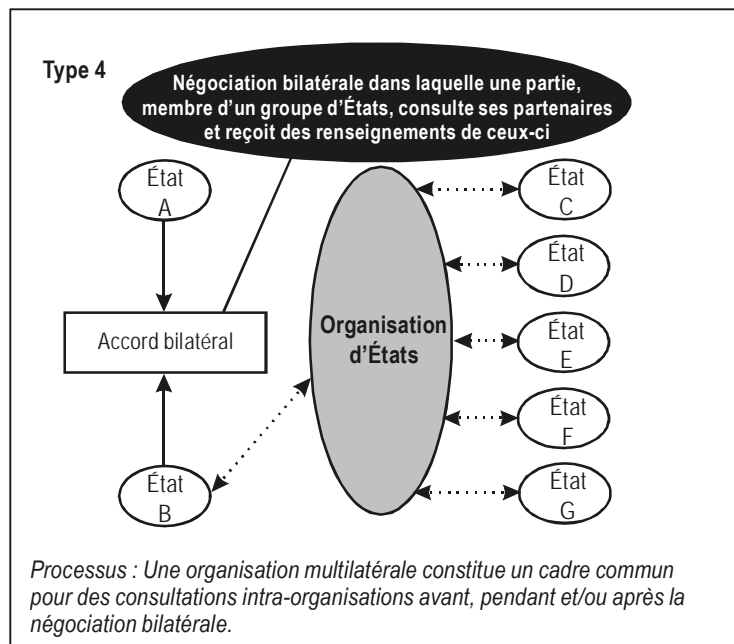 Type 4
Négociation bilatérale dans laquelle une partie,
membre d'un groupe d'États, consulte ses partenaires
et reçoit des renseignements de ceux-ci
État
A
État
C
État
D
Accord bilatéral
Organisation
d'États
État
E
État
F
État
B
État
G
Processus : Une organisation multilatérale constitue un cadre commun
pour des consultations intra-organisations avant, pendant et/ou après la
négociation bilatérale.